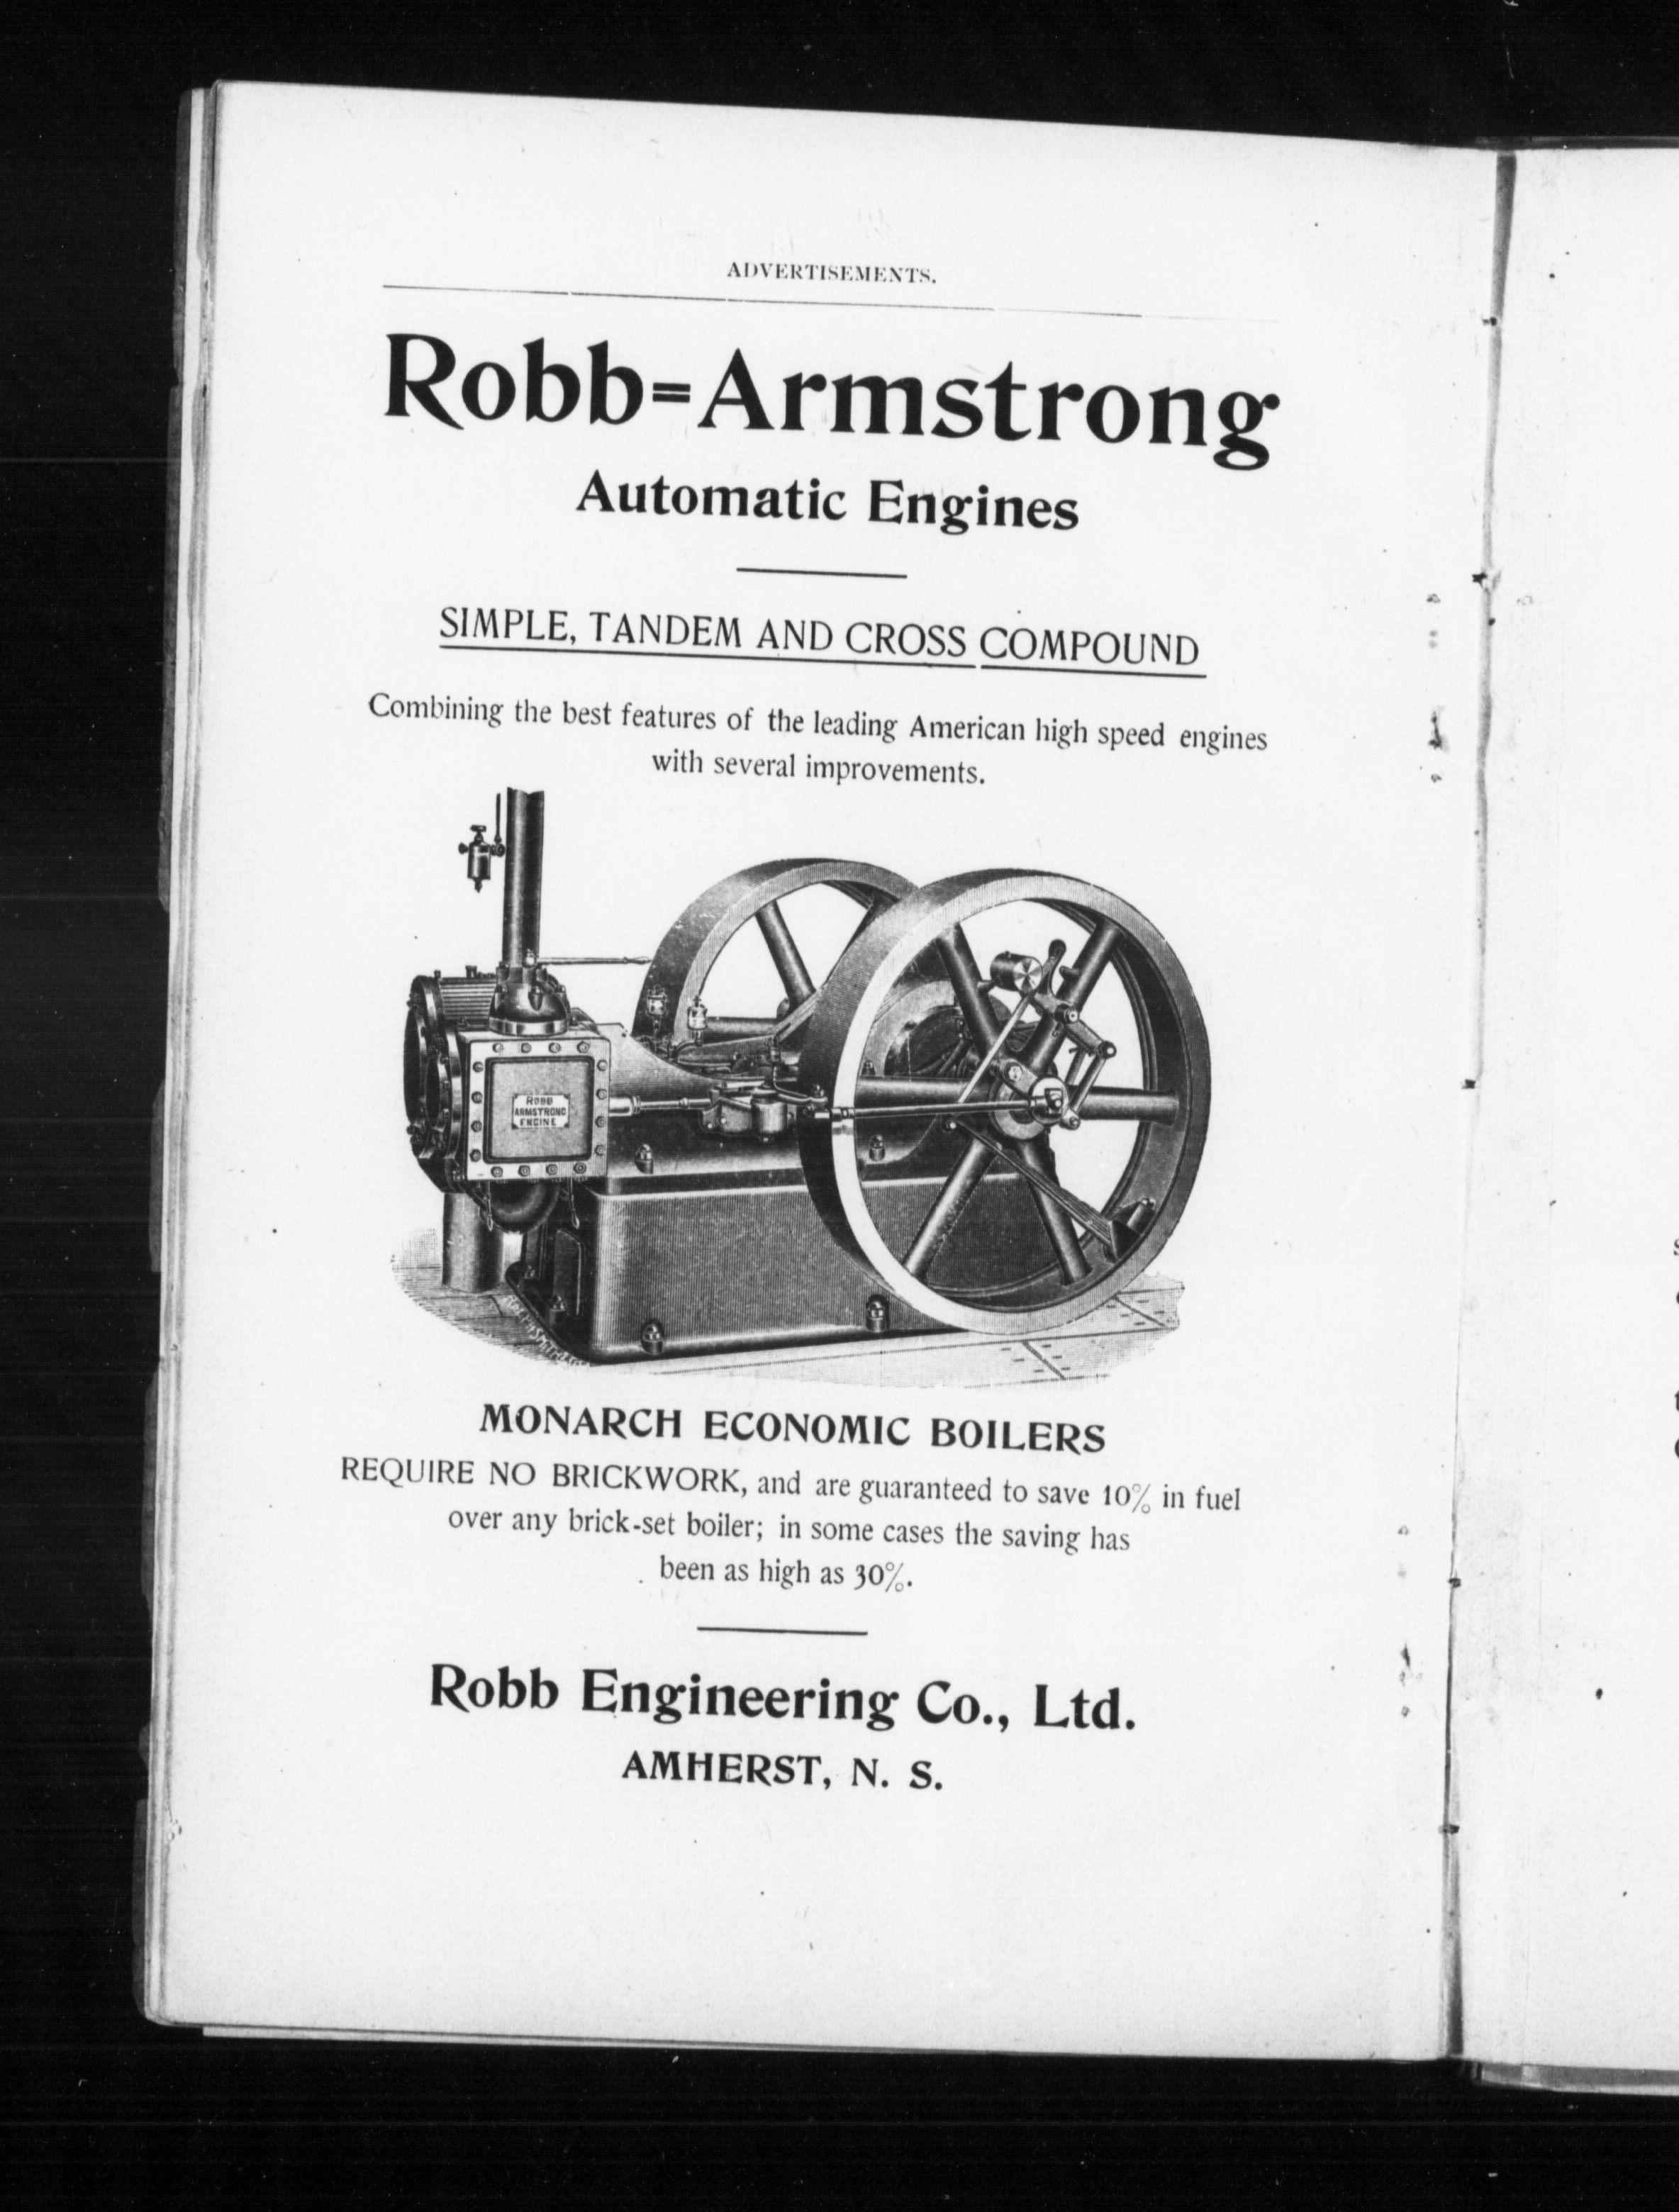 ADVERTISEMENTS.
Robb=Armstrong
Automatic Engines
SIMPLE, TANDEM AND CROSS COMPOUND
Combining the best features of the leading American high speed engines
with several improvements.
ROBB
ARMSTRONG
ENGINE
MONARCH ECONOMIC BOILERS
REQUIRE NO BRICKWORK, and are guaranteed to save 10% in fuel
over any brick-set boiler; in some cases the saving has
been as high as 30%.
Robb Engineering Co., Ltd.
AMHERST, N. S.